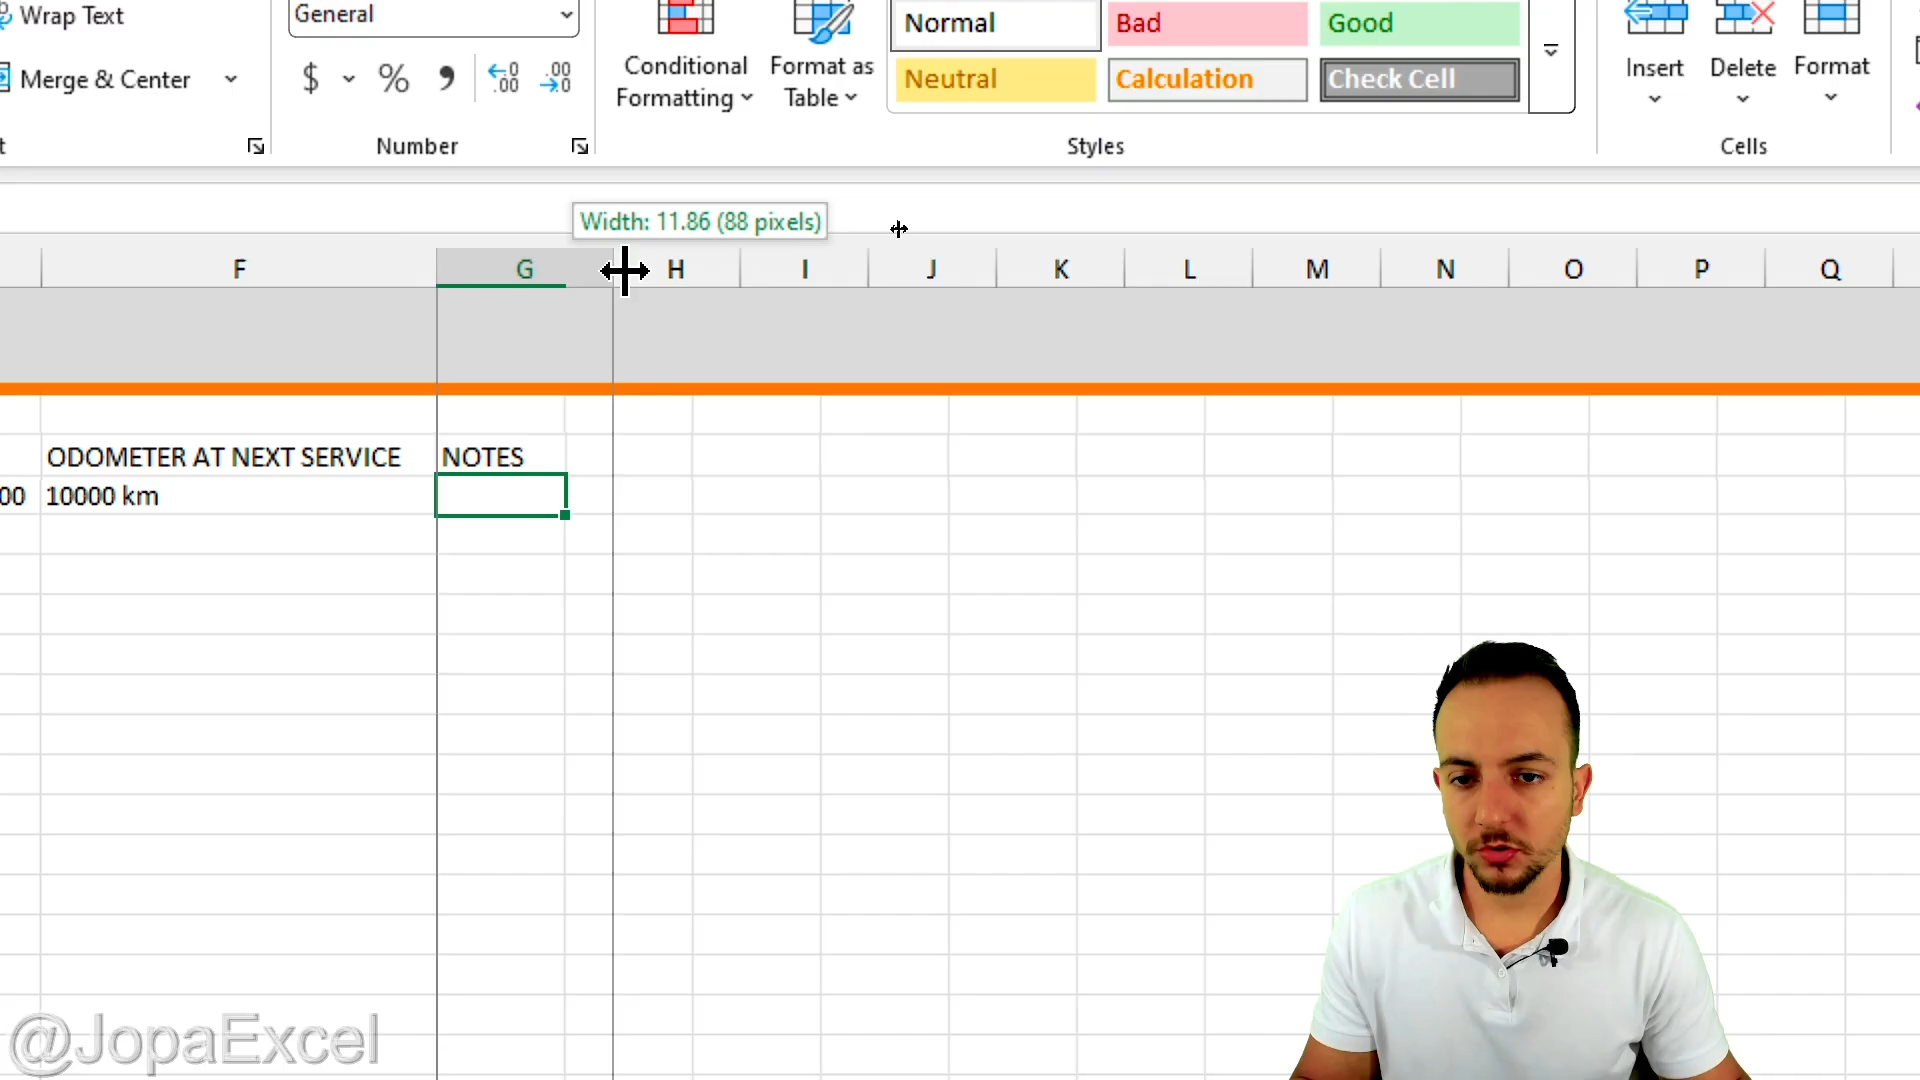 Wrap Text
General
Normal
Bad
Good
Merge & Center
$
%
Conditional Formatting
Format as Table
Neutral
Calculation
Check Cell
Insert
Delete
Format
Number
Styles
Cells
Width: 11.86 (88 pixels)
F G H I J K L M N O P Q
ODOMETER AT NEXT SERVICE NOTES
00 10000 km
@JopaExcel